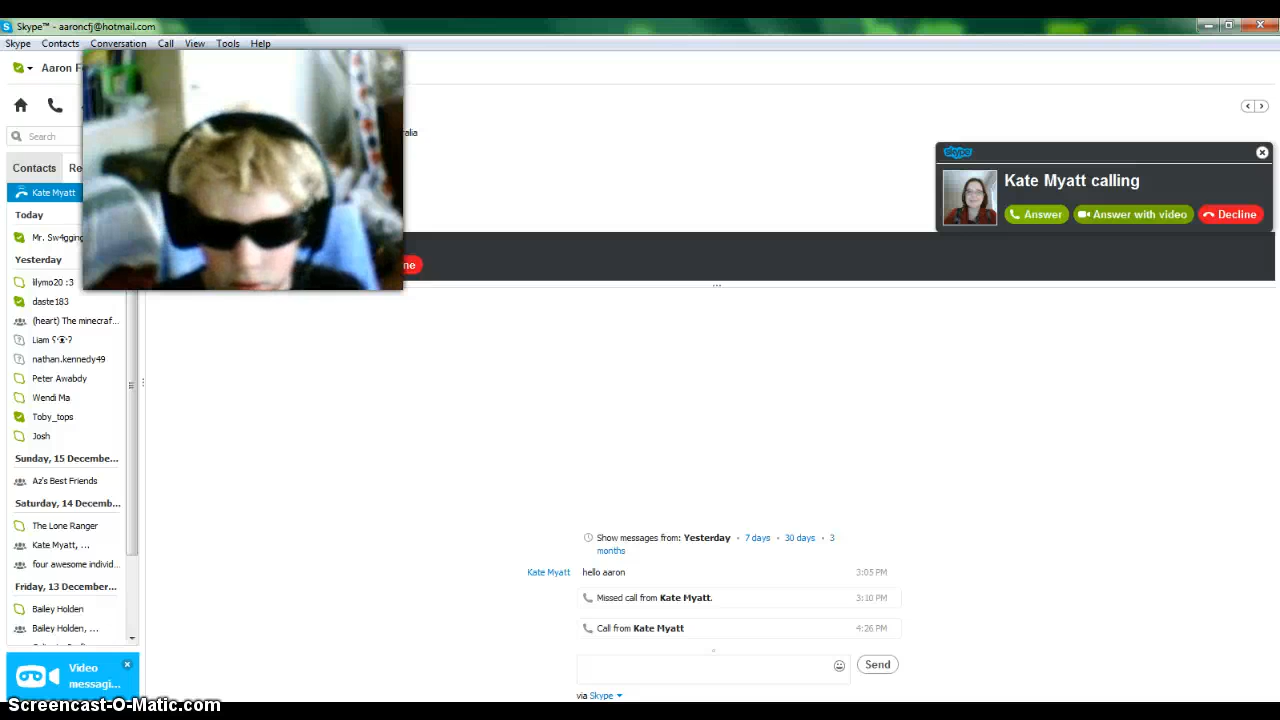 Skype™ - aaroncfj@hotmail.com
Skype Contacts Conversation Call View Tools Help
Aaron F
ralia
Search
Contacts Re
skype
Kate Myatt calling
Answer Answer with video Decline
Kate Myatt
Today
Mr. Sw4gging
Yesterday
ne
lilymo20 :3
daste183
(heart) The minecraf...
Liam
nathan.kennedy49
Peter Awabdy
Wendi Ma
Toby_tops
Josh
Sunday, 15 Decembe...
Az's Best Friends
Saturday, 14 Decemb...
The Lone Ranger
Kate Myatt, ...
four awesome individ...
Friday, 13 December...
Bailey Holden
Bailey Holden, ...
Video
messagi...
Show messages from: Yesterday • 7 days • 30 days • 3
months
Kate Myatt hello aaron 3:05 PM
Missed call from Kate Myatt. 3:10 PM
Call from Kate Myatt 4:26 PM
Send
via Skype
Screencast-O-Matic.com